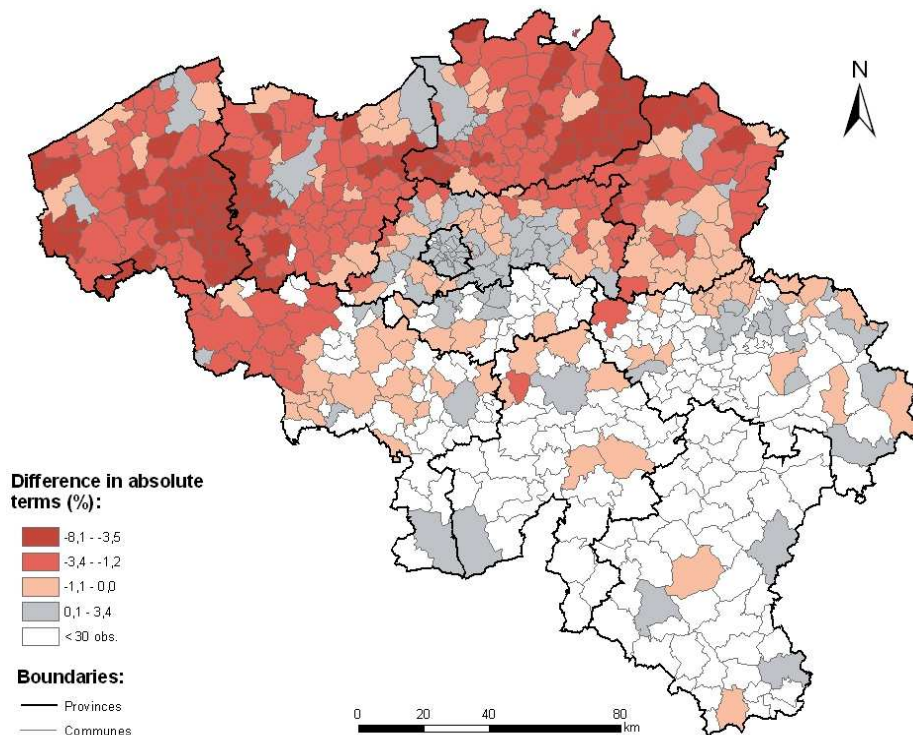 N
Difference in absolute
terms (%):
-8,1 - -3,5
-3,4 - -1,2
-1,1 - 0,0
0,1 - 3,4
< 30 obs.
Boundaries:
Provinces
Communes
0 20 40 80
km